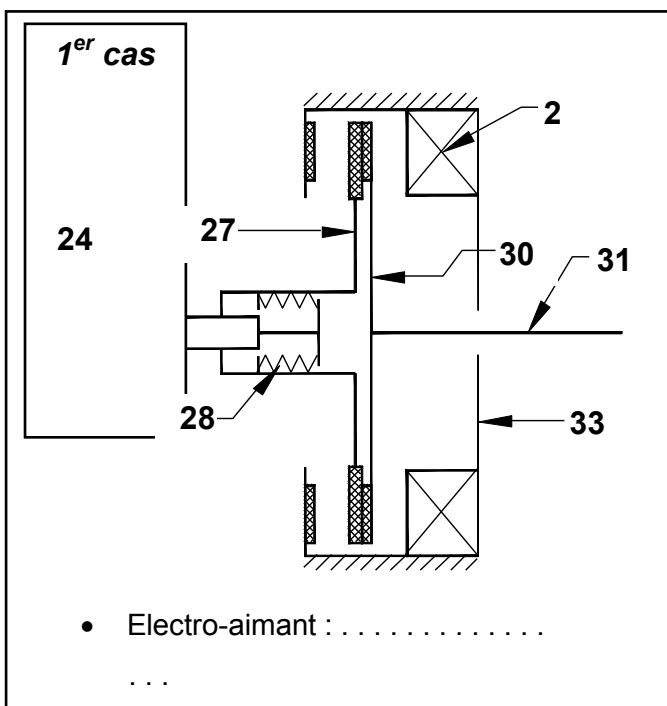 1er cas
2
24
27
30
31
28
33
• Electro-aimant : . . . . . . . . . . . . .
. . .